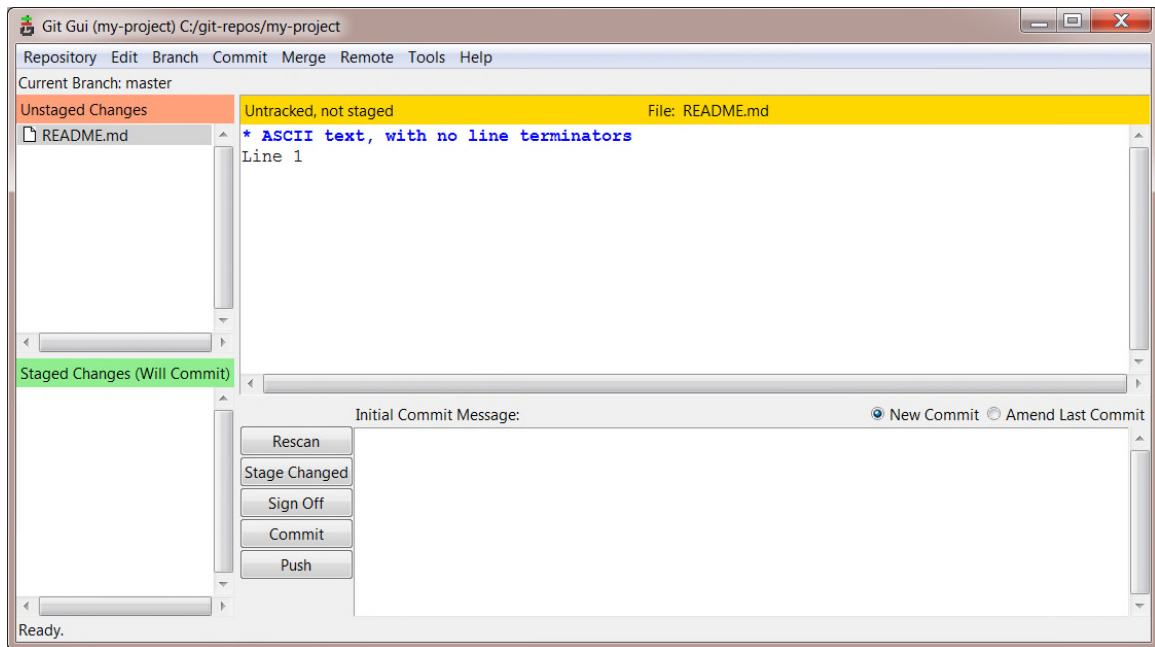 Git Gui (my-project) C:/git-repos/my-project
Repository Edit Branch Commit Merge Remote Tools Help
Current Branch: master
Unstaged Changes
README.md
Untracked, not staged File: README.md
* ASCII text, with no line terminators
Line 1
Staged Changes (Will Commit)
Initial Commit Message:
New Commit Amend Last Commit
Rescan
Stage Changed
Sign Off
Commit
Push
Ready.